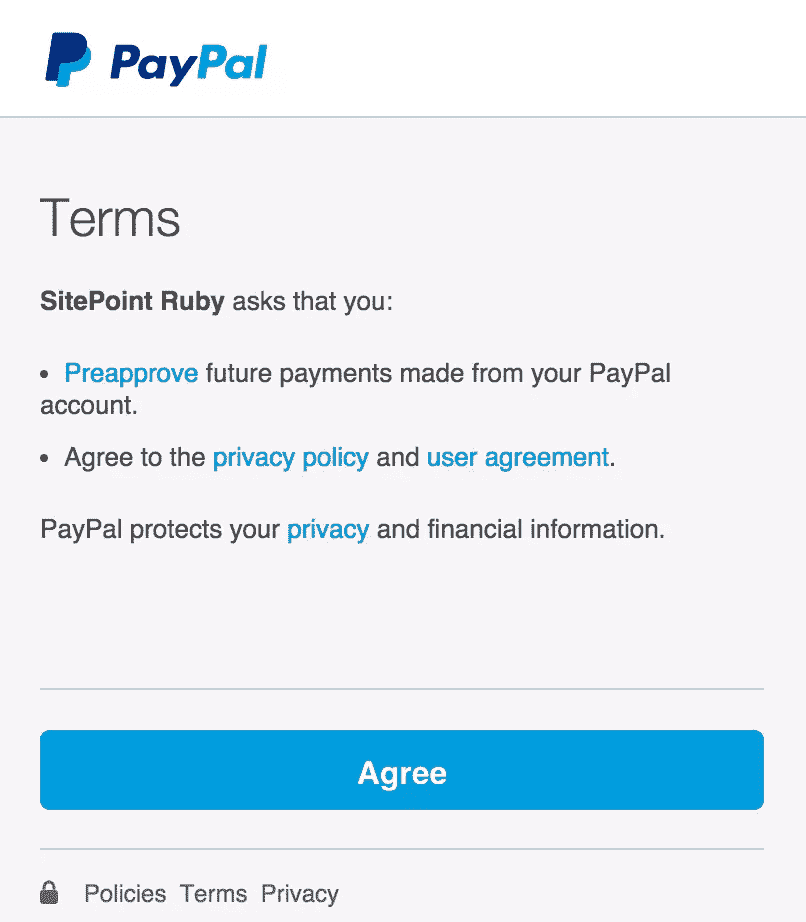 PayPal
Terms
SitePoint Ruby asks that you:
• Preapprove future payments made from your PayPal
account.
• Agree to the privacy policy and user agreement.
PayPal protects your privacy and financial information.
Agree
Policies Terms Privacy